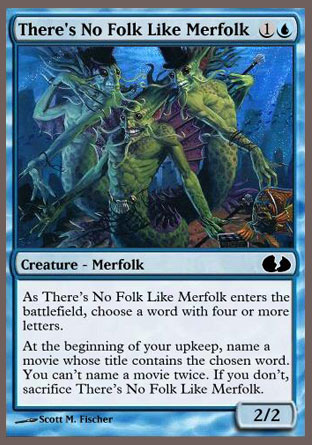 There's No Folk Like Merfolk 1
Creature - Merfolk
As There's No Folk Like Merfolk enters the
battlefield, choose a word with four or more
letters.
At the beginning of your upkeep, name a
movie whose title contains the chosen word.
You can't name a movie twice. If you don't,
sacrifice There's No Folk Like Merfolk.
Scott M. Fischer
2/2